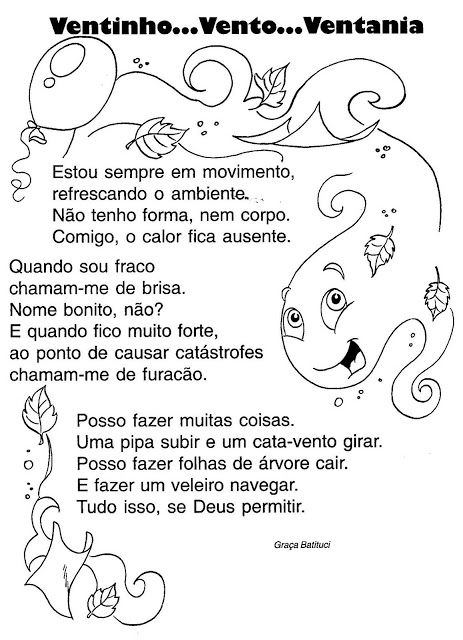 Ventinho...Vento...Ventania
Estou sempre em movimento,
refrescando o ambiente.
Não tenho forma, nem corpo.
Comigo, o calor fica ausente.
Quando sou fraco
chamam-me de brisa.
Nome bonito, não?
E quando fico muito forte,
ao ponto de causar catástrofes
chamam-me de furacão.
Posso fazer muitas coisas.
Uma pipa subir e um cata-vento girar.
Posso fazer folhas de árvore cair.
E fazer um veleiro navegar.
Tudo isso, se Deus permitir.
Graça Batituci